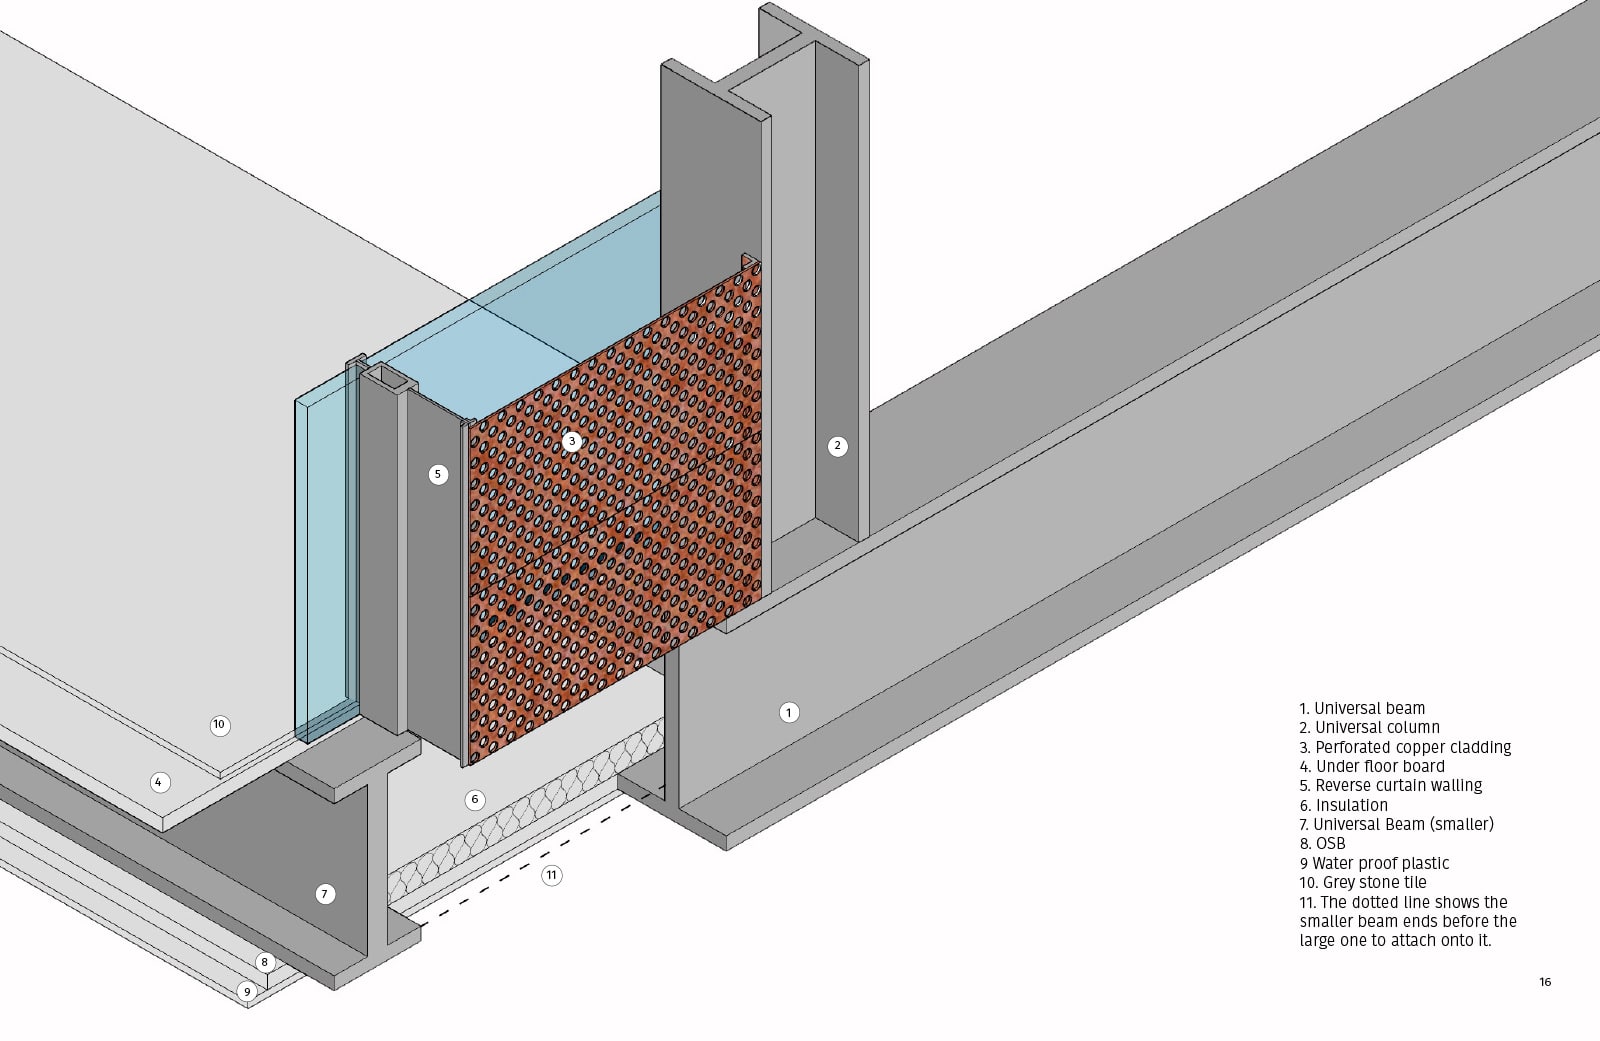 2
3
5
1
10
4
6
11
7
8
9
1. Universal beam
2. Universal column
3. Perforated copper cladding
4. Under floor board
5. Reverse curtain walling
6. Insulation
7. Universal Beam (smaller)
8. OSB
9 Water proof plastic
10. Grey stone tile
11. The dotted line shows the
smaller beam ends before the
large one to attach onto it.
16